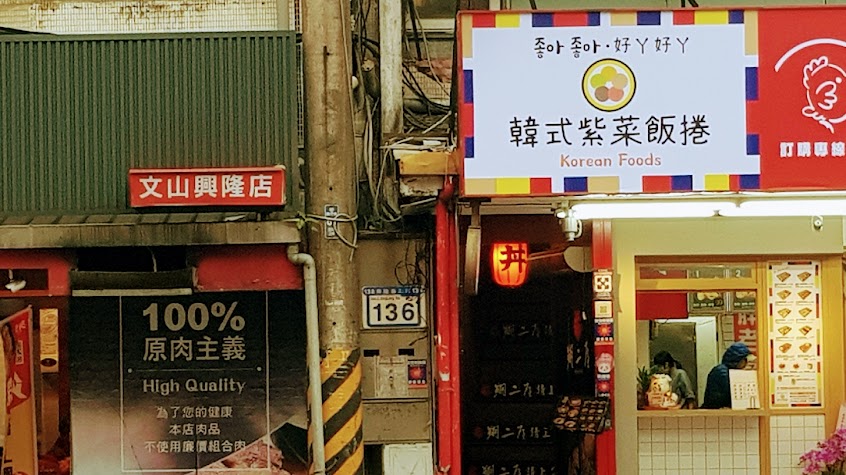 좋아 좋아・好ㄚ好ㄚ
韓式紫菜飯捲
Korean Foods
訂購專線
文山興隆店
丼
136
100%
原肉主義
High Quality
為了您的健康
本店肉品
不使用廉價組合肉